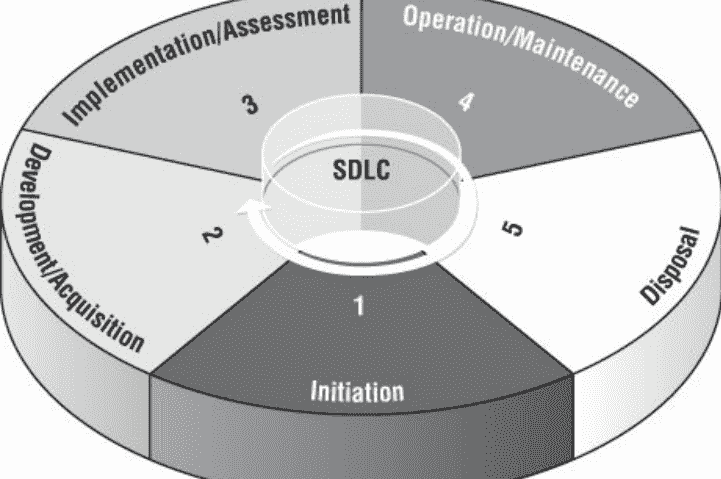 Implementation/Assessment
3
Operation/Maintenance
4
SDLC
Development/Acquisition
2
5
Disposal
1
Initiation